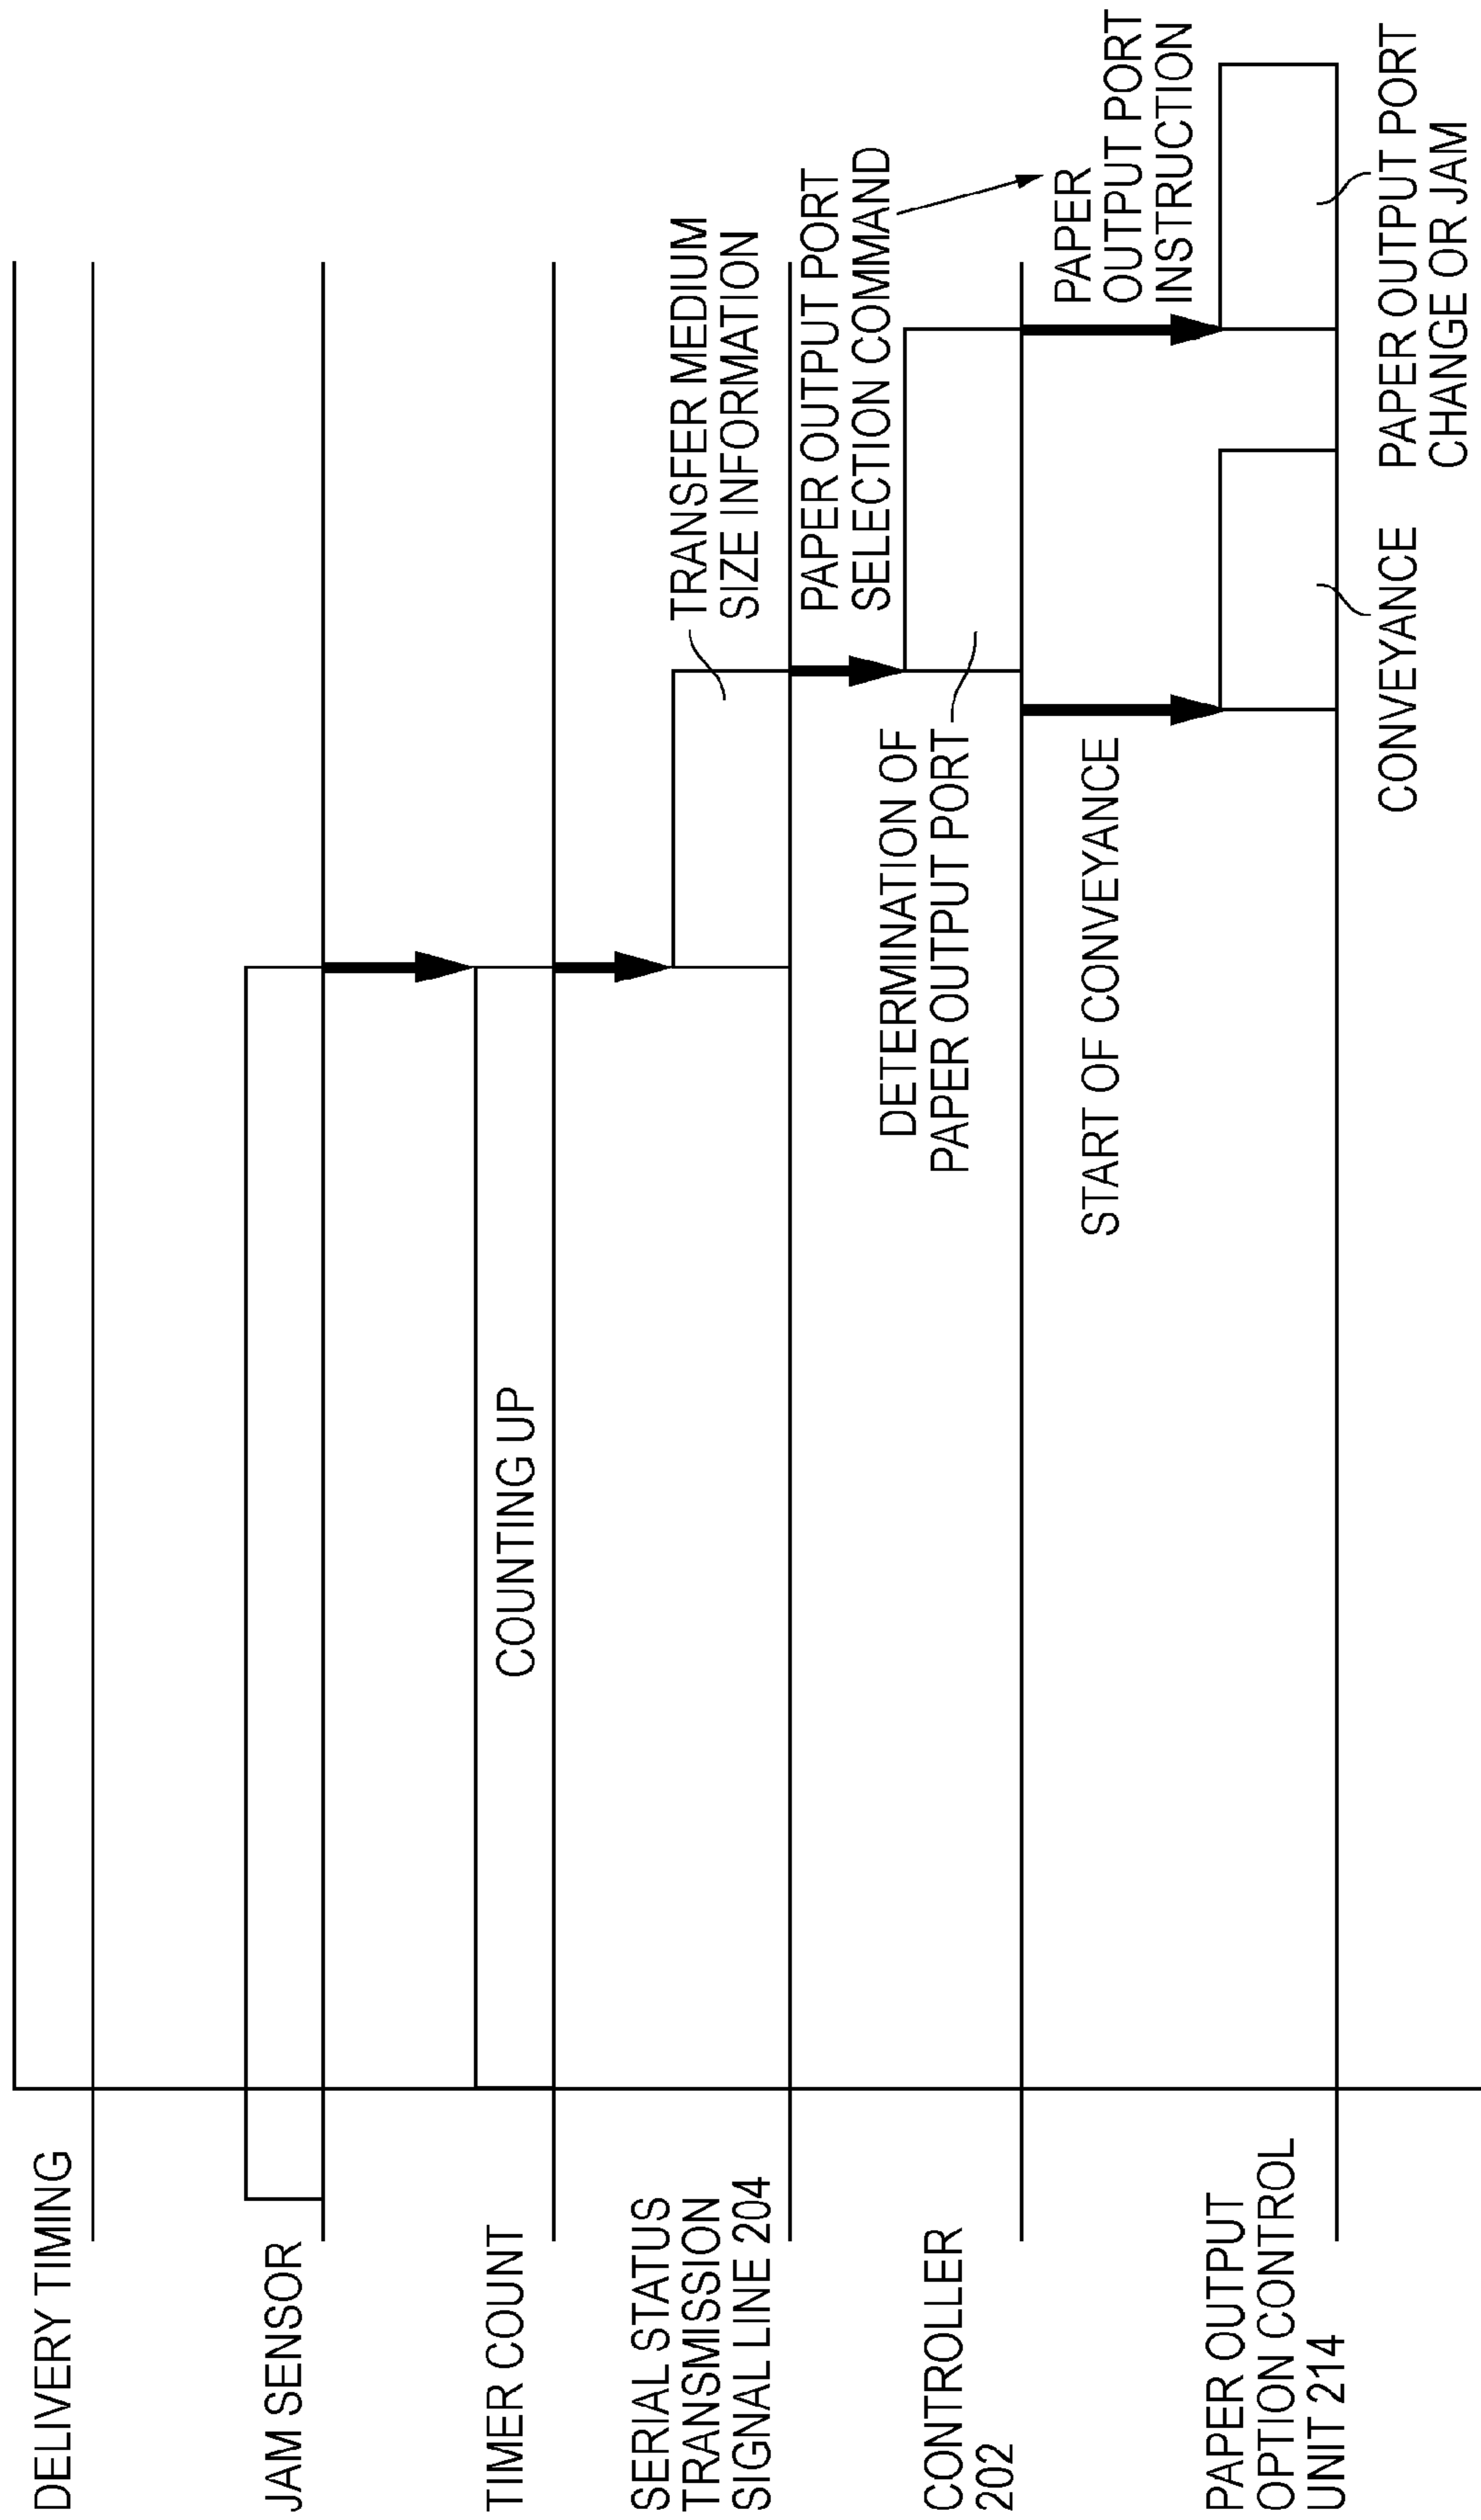 DELIVERY TIMING
JAM SENSOR
TIMER COUNT
COUNTING UP
SERIAL STATUS
TRANSMISSION
SIGNAL LINE 204
TRANSFER MEDIUM
SIZE INFORMATION
PAPER OUTPUT PORT
SELECTION COMMAND
CONTROLLER
202
DETERMINATION OF
PAPER OUTPUT PORT
START OF CONVEYANCE
PAPER
OUTPUT PORT
INSTRUCTION
PAPER OUTPUT
OPTION CONTROL
UNIT 214
CONVEYANCE
PAPER OUTPUT PORT
CHANGE OR JAM